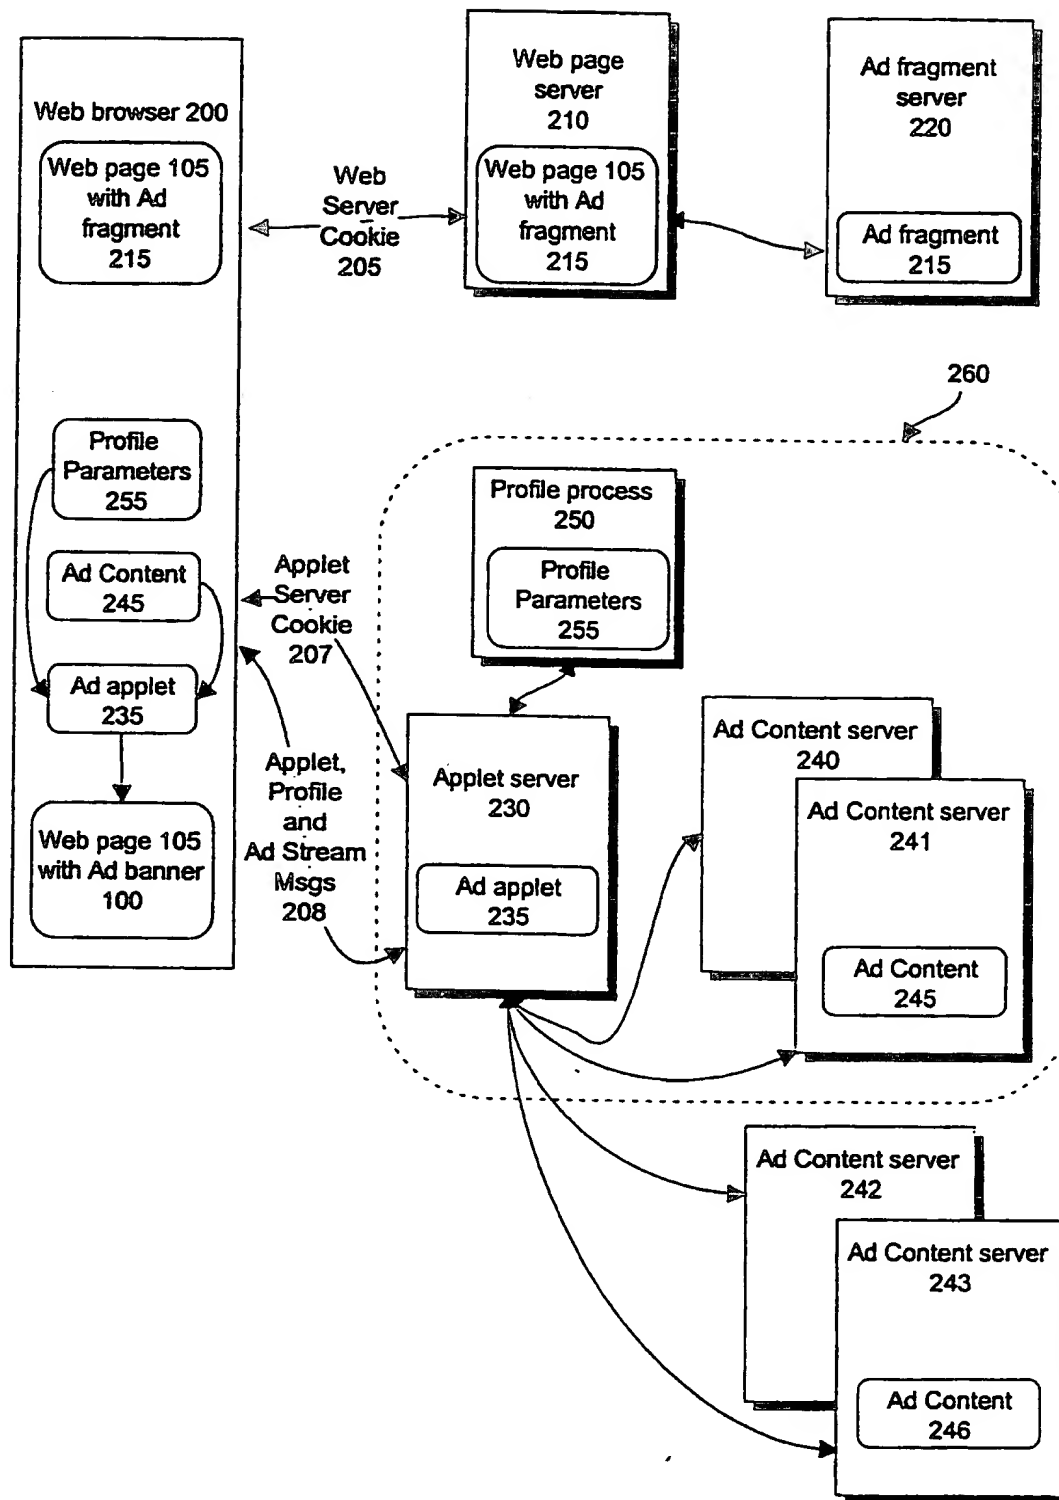 Web browser 200
Web page 105
with Ad
fragment
215
Web
Server
Cookie
205
Web page
server
210
Web page 105
with Ad
fragment
215
Ad fragment
server
220
Ad fragment
215
260
Profile
Parameters
255
Ad Content
245
Ad applet
235
Web page 105
with Ad banner
100
Applet
Server
Cookie
207
Applet,
Profile
and
Ad Stream
Msgs
208
Profile process
250
Profile
Parameters
255
Applet server
230
Ad applet
235
Ad Content server
240
Ad Content server
241
Ad Content
245
Ad Content server
242
Ad Content server
243
Ad Content
246